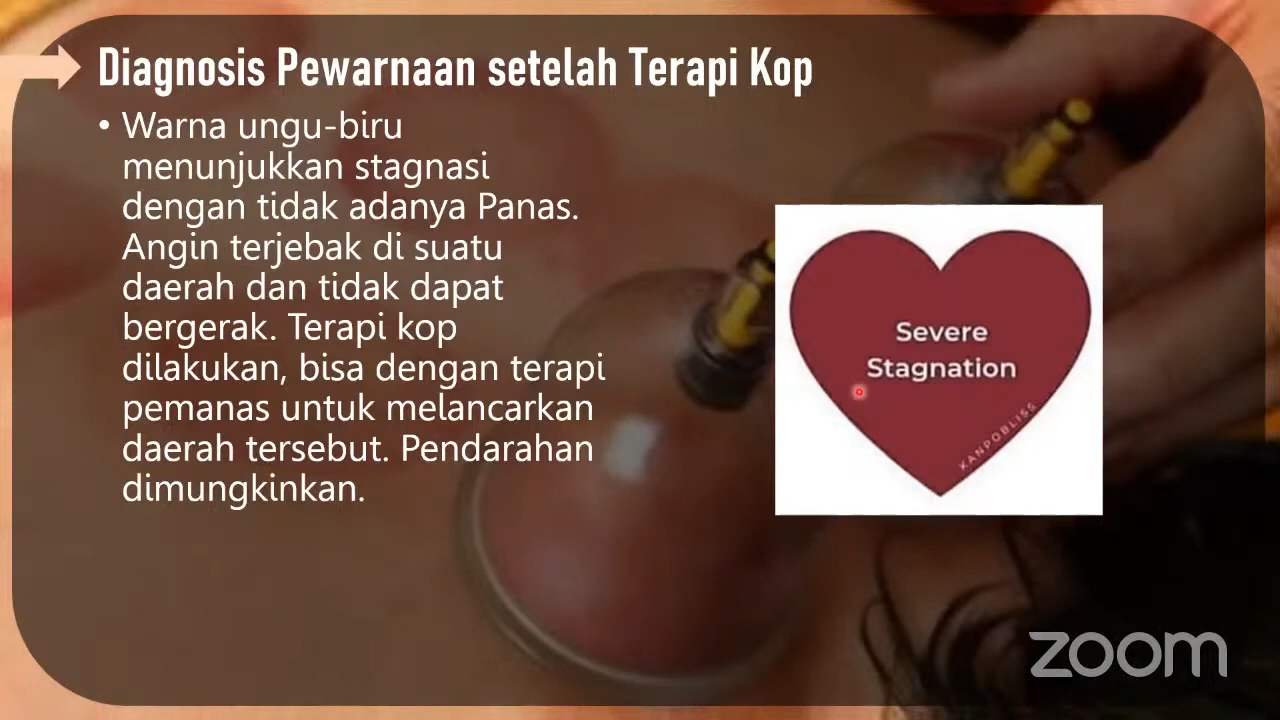 Diagnosis Pewarnaan setelah Terapi Kop
• Warna ungu-biru
menunjukkan stagnasi
dengan tidak adanya Panas.
Angin terjebak di suatu
daerah dan tidak dapat
bergerak. Terapi kop
dilakukan, bisa dengan terapi
pemanas untuk melancarkan
daerah tersebut. Pendarahan
dimungkinkan.
Severe
Stagnation
KANPOBLISS
zoom